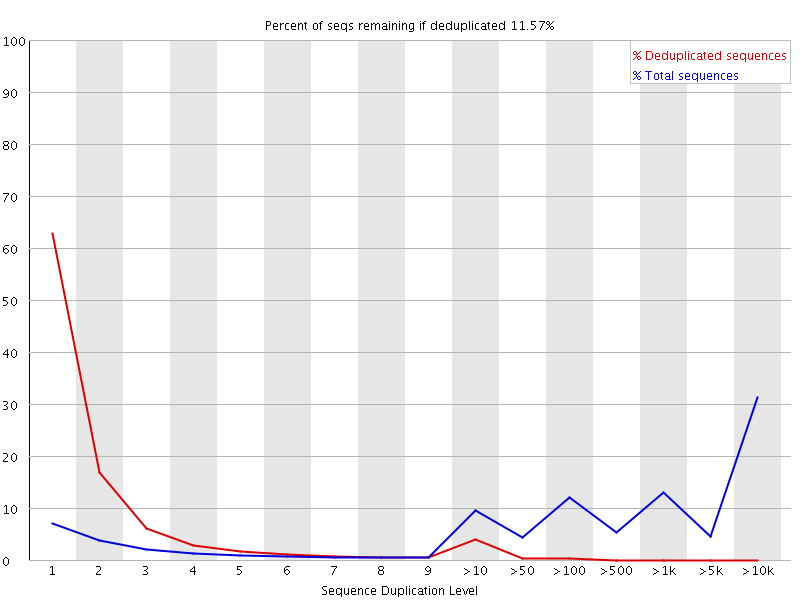 Percent of seqs remaining if deduplicated 11.57%
% Deduplicated sequences
% Total sequences
100
90
80
70
60
50
40
30
20
10
0
1 2 3 4 5 6 7 8 9 >10 >50 >100 >500 >1k >5k >10k
Sequence Duplication Level